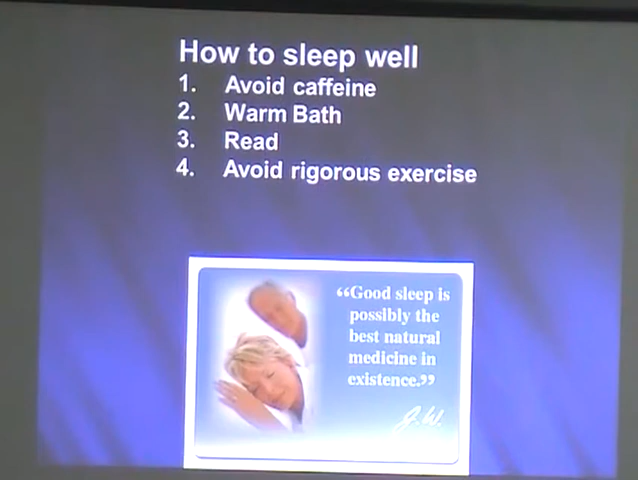 How to sleep well
1. Avoid caffeine
2. Warm Bath
3. Read
4. Avoid rigorous exercise
“Good sleep is
possibly the
best natural
medicine in
existence.”
J.W.